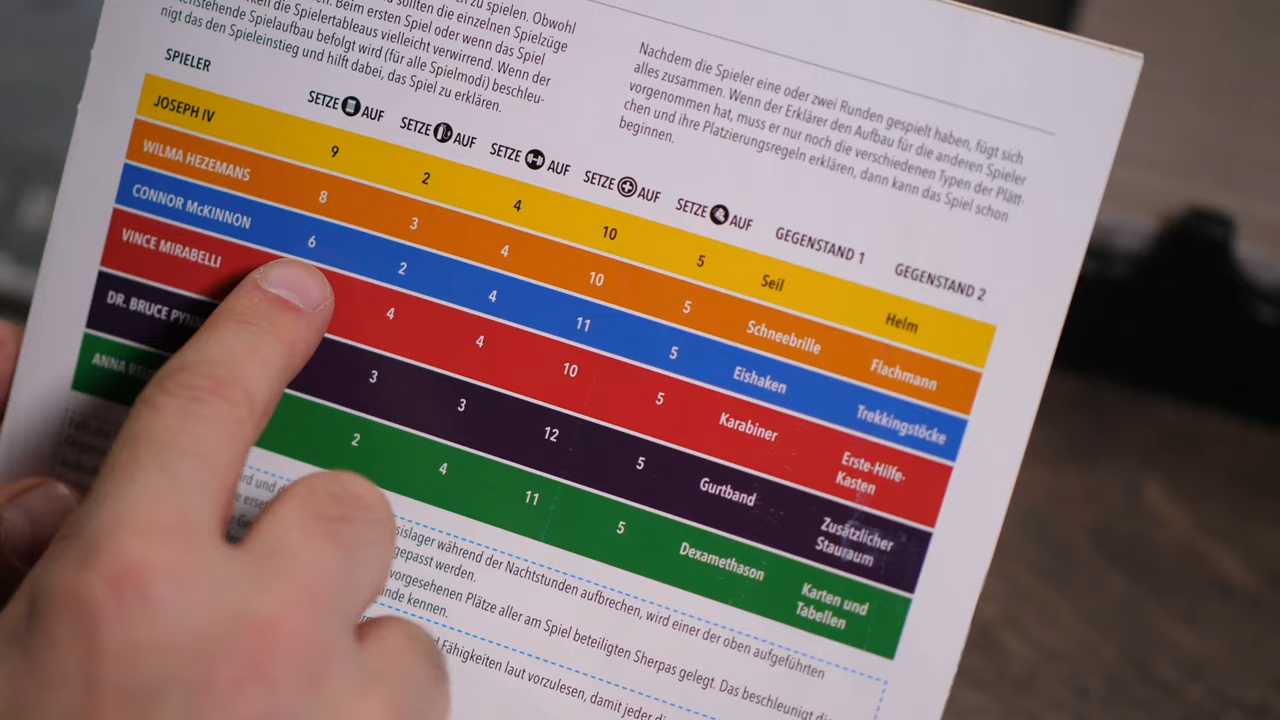 zu spielen. Obwohl
sollten die einzelnen Spielzüge
die Spielertableaus vielleicht verwirrend. Wenn der
Beim ersten Spiel oder wenn das Spiel
stehende Spielaufbau befolgt wird (für alle Spielmodi) beschleu-
nigt das den Spieleinstieg und hilft dabei, das Spiel zu erklären.
Nachdem die Spieler eine oder zwei Runden gespielt haben, fügt sich
alles zusammen. Wenn der Erklärer den Aufbau für die anderen Spieler
vorgenommen hat, muss er nur noch die verschiedenen Typen der Plätt-
chen und ihre Platzierungsregeln erklären, dann kann das Spiel schon
beginnen.
SPIELER SETZE AUF SETZE AUF SETZE AUF SETZE AUF SETZE AUF GEGENSTAND 1 GEGENSTAND 2
JOSEPH IV 9 2 4 10 5 Seil Helm
WILMA HEZEMANS 8 3 4 10 5 Schneebrille Flachmann
CONNOR McKINNON 6 2 4 11 5 Eishaken Trekkingstöcke
VINCE MIRABELLI 4 4 10 5 Karabiner Erste-Hilfe-
Kasten
DR. BRUCE 3 3 12 5 Gurtband Zusätzlicher
Stauraum
ANNA 2 4 11 5 Dexamethason Karten und
Tabellen
während der Nachtstunden aufbrechen, wird einer der oben aufgeführten
gepasst werden.
vorgesehenen Plätze aller am Spiel beteiligten Sherpas gelegt. Das beschleunigt
kennen.
Fähigkeiten laut vorzulesen, damit jeder